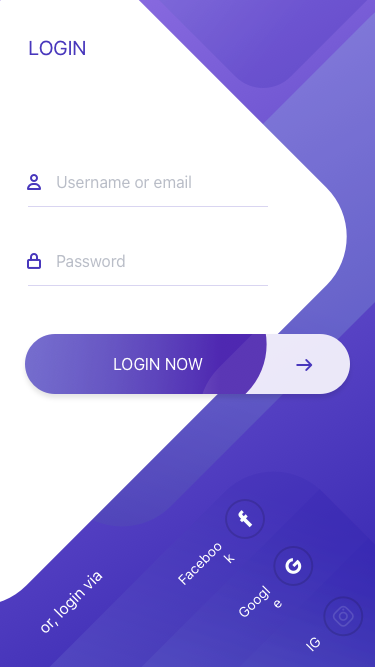 LOGIN
Username or email
Password
LOGIN NOW
or, login via
Faceboo
k
Googl
e
IG